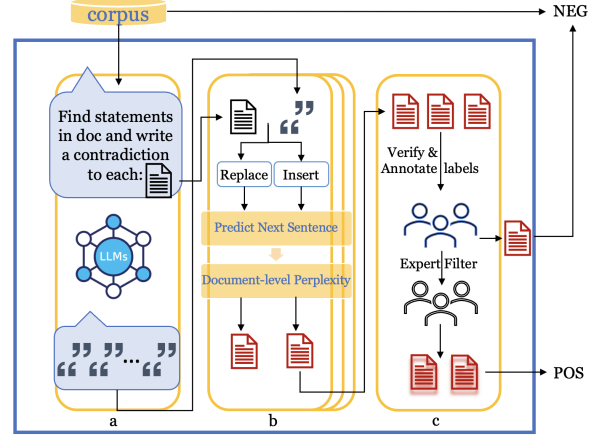 corpus
NEG
Find statements
in doc and write
a contradiction
to each:
LLMs
...
a
Replace
Insert
Predict Next Sentence
Document-level Perplexity
b
Verify &
Annotate labels
Expert Filter
POS
c